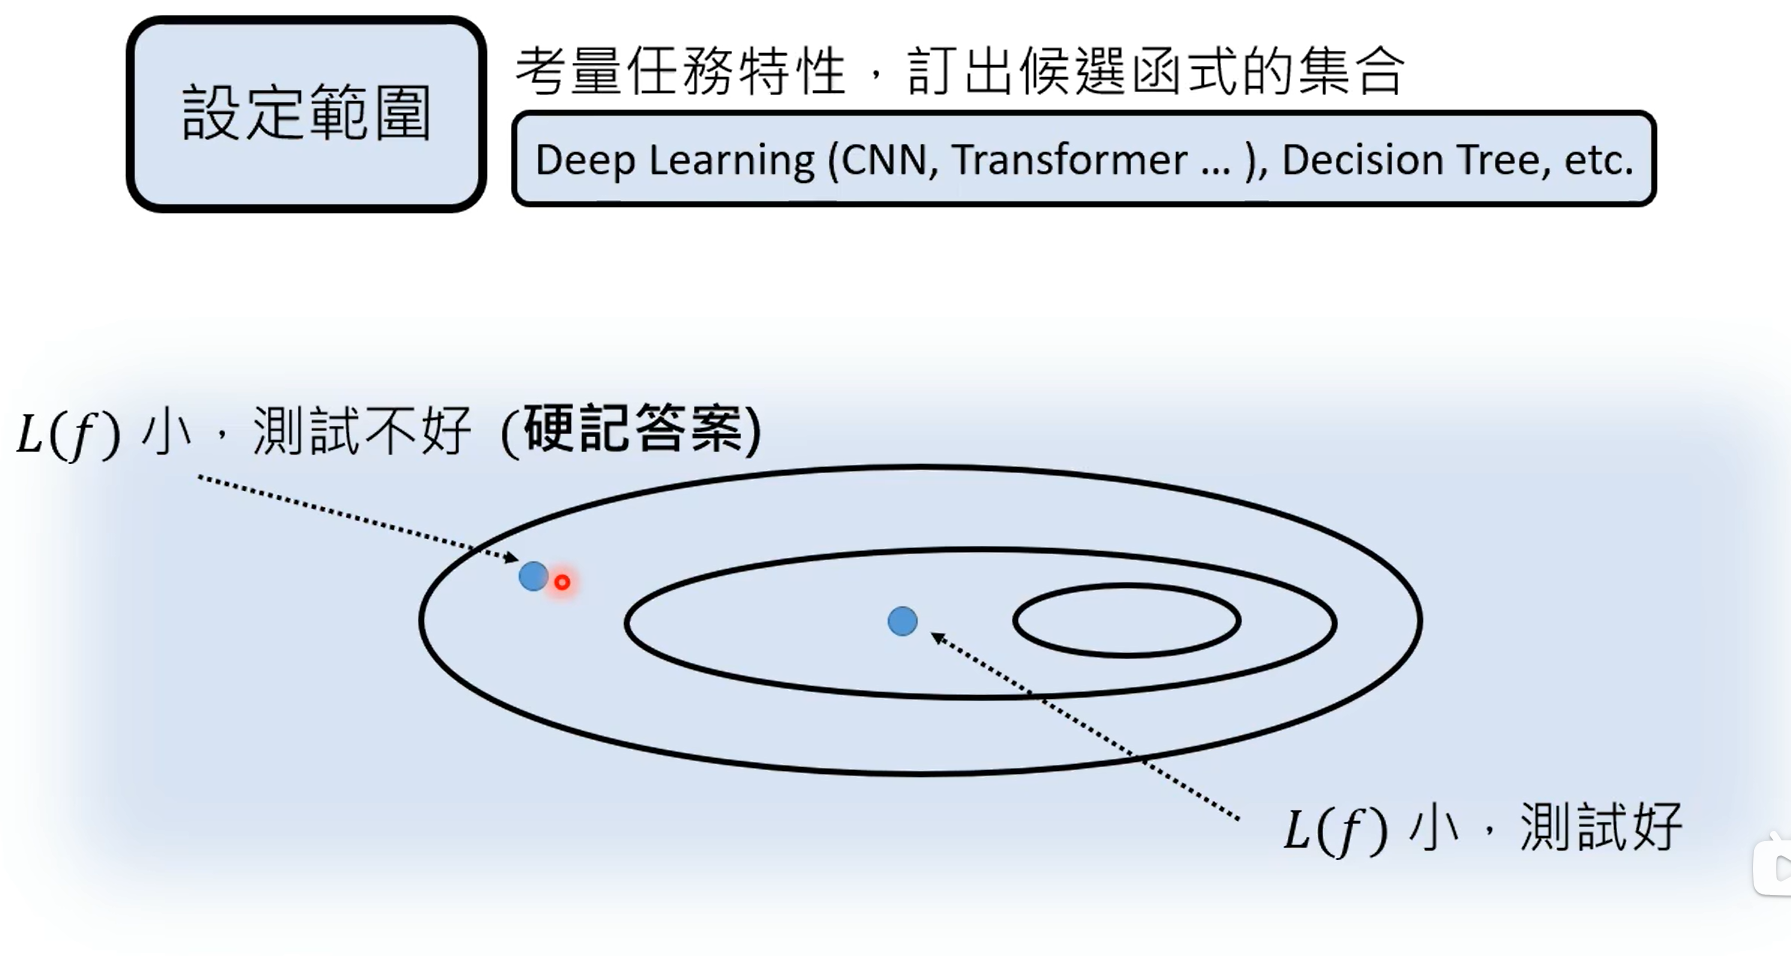 設定範圍
考量任務特性，訂出候選函式的集合
Deep Learning (CNN, Transformer … ), Decision Tree, etc.
L(f) 小，測試不好 (硬記答案)
L(f) 小，測試好